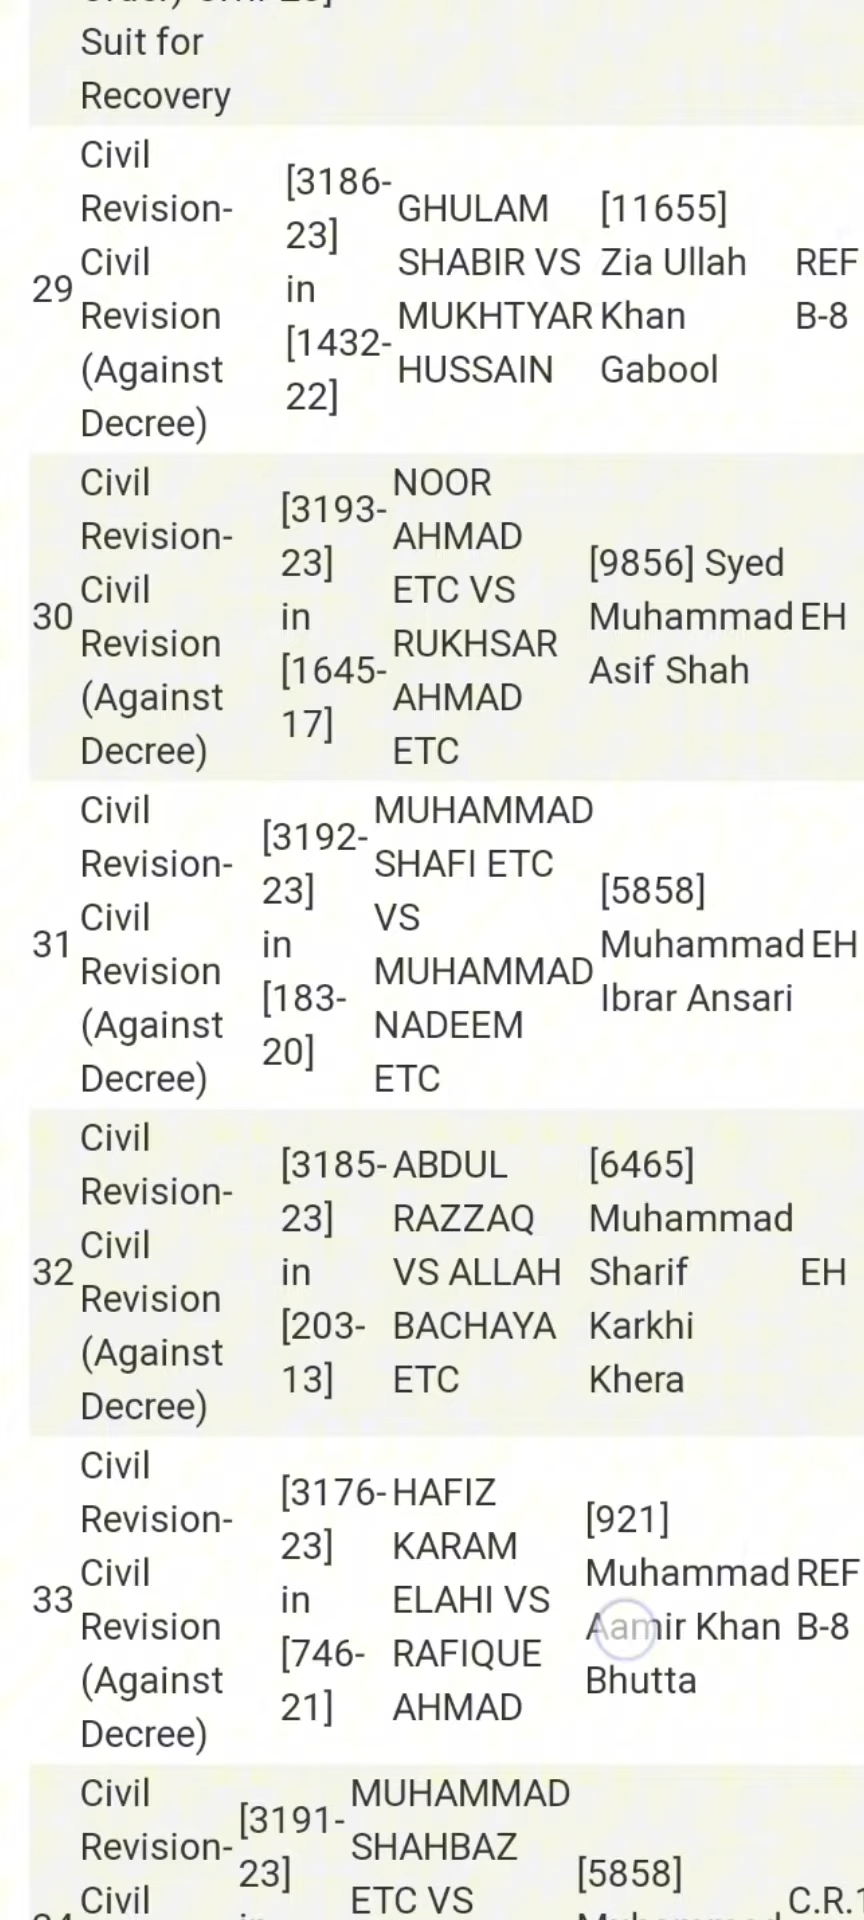 Suit for
Recovery
29
Civil
Revision-
Civil
Revision
(Against
Decree)
[3186-
23]
in
[1432-
22]
GHULAM
SHABIR VS
MUKHTYAR
HUSSAIN
[11655]
Zia Ullah
Khan
Gabool
REF
B-8
30
Civil
Revision-
Civil
Revision
(Against
Decree)
[3193-
23]
in
[1645-
17]
NOOR
AHMAD
ETC VS
RUKHSAR
AHMAD
ETC
[9856] Syed
Muhammad
Asif Shah
EH
31
Civil
Revision-
Civil
Revision
(Against
Decree)
[3192-
23]
in
[183-
20]
MUHAMMAD
SHAFI ETC
VS
MUHAMMAD
NADEEM
ETC
[5858]
Muhammad
Ibrar Ansari
EH
32
Civil
Revision-
Civil
Revision
(Against
Decree)
[3185-
23]
in
[203-
13]
ABDUL
RAZZAQ
VS ALLAH
BACHAYA
ETC
[6465]
Muhammad
Sharif
Karkhi
Khera
EH
33
Civil
Revision-
Civil
Revision
(Against
Decree)
[3176-
23]
in
[746-
21]
HAFIZ
KARAM
ELAHI VS
RAFIQUE
AHMAD
[921]
Muhammad
Aamir Khan
Bhutta
REF
B-8
Civil
Revision-
Civil
[3191-
23]
MUHAMMAD
SHAHBAZ
ETC VS
[5858]
C.R.1